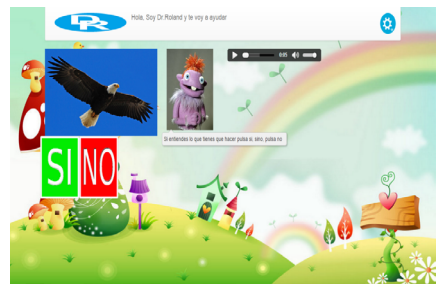 DR
Hola, Soy Dr.Roland y te voy a ayudar
0:05
Si entiendes lo que tienes que hacer pulsa si, sino, pulsa no
SI NO